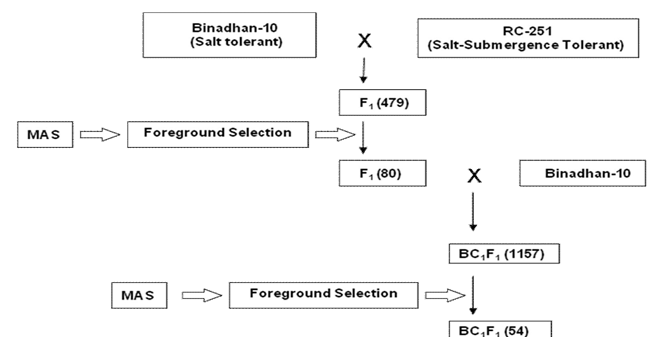 Binadhan-10
(Salt tolerant)
X
RC-251
(Salt-Submergence Tolerant)
F₁ (479)
MAS
Foreground Selection
F₁ (80)
X
Binadhan-10
BC₁F₁ (1157)
MAS
Foreground Selection
BC₁F₁ (54)